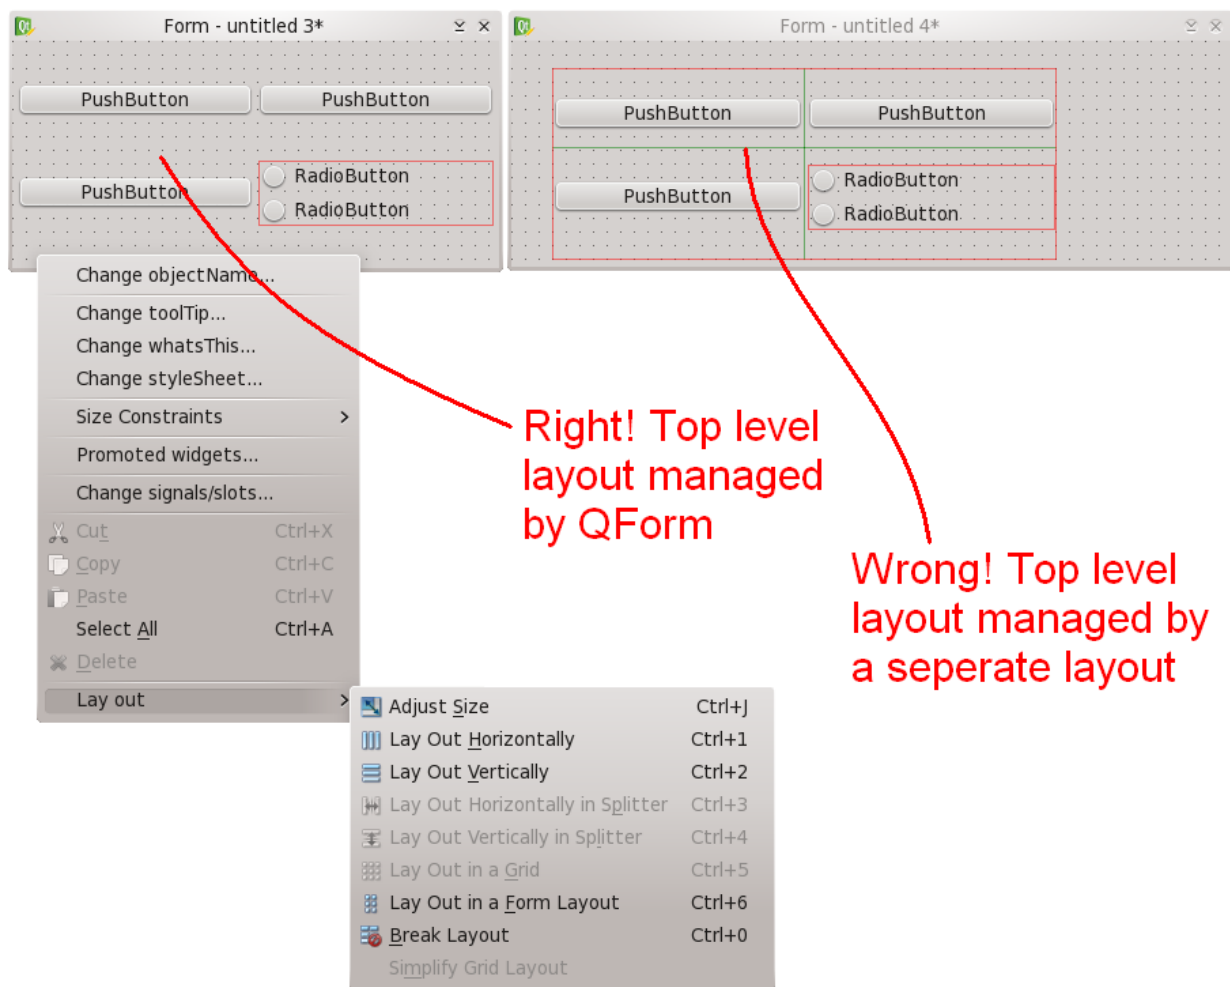 Form - untitled 3*
Form - untitled 4*
PushButton PushButton
PushButton PushButton
PushButton
RadioButton
RadioButton
PushButton
RadioButton
RadioButton
Change objectName...
Change toolTip...
Change whatsThis...
Change styleSheet...
Size Constraints
Promoted widgets...
Change signals/slots...
Cut Ctrl+X
Copy Ctrl+C
Paste Ctrl+V
Select All Ctrl+A
Delete
Lay out
Right! Top level
layout managed
by QForm
Wrong! Top level
layout managed by
a seperate layout
Adjust Size Ctrl+J
Lay Out Horizontally Ctrl+1
Lay Out Vertically Ctrl+2
Lay Out Horizontally in Splitter Ctrl+3
Lay Out Vertically in Splitter Ctrl+4
Lay Out in a Grid Ctrl+5
Lay Out in a Form Layout Ctrl+6
Break Layout Ctrl+0
Simplify Grid Layout